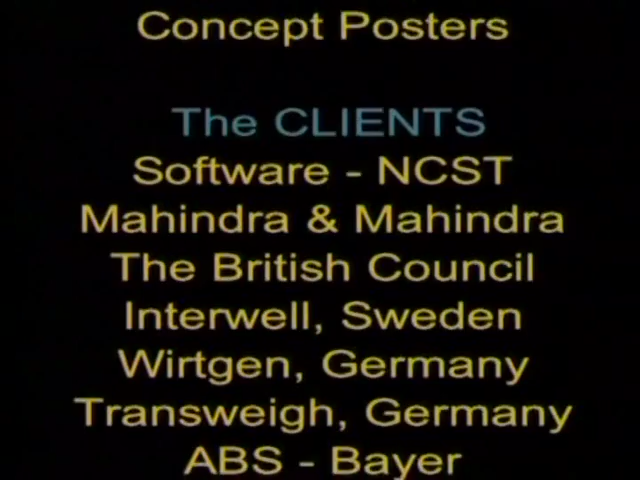 Concept Posters
The CLIENTS
Software - NCST
Mahindra & Mahindra
The British Council
Interwell, Sweden
Wirtgen, Germany
Transweigh, Germany
ABS - Bayer